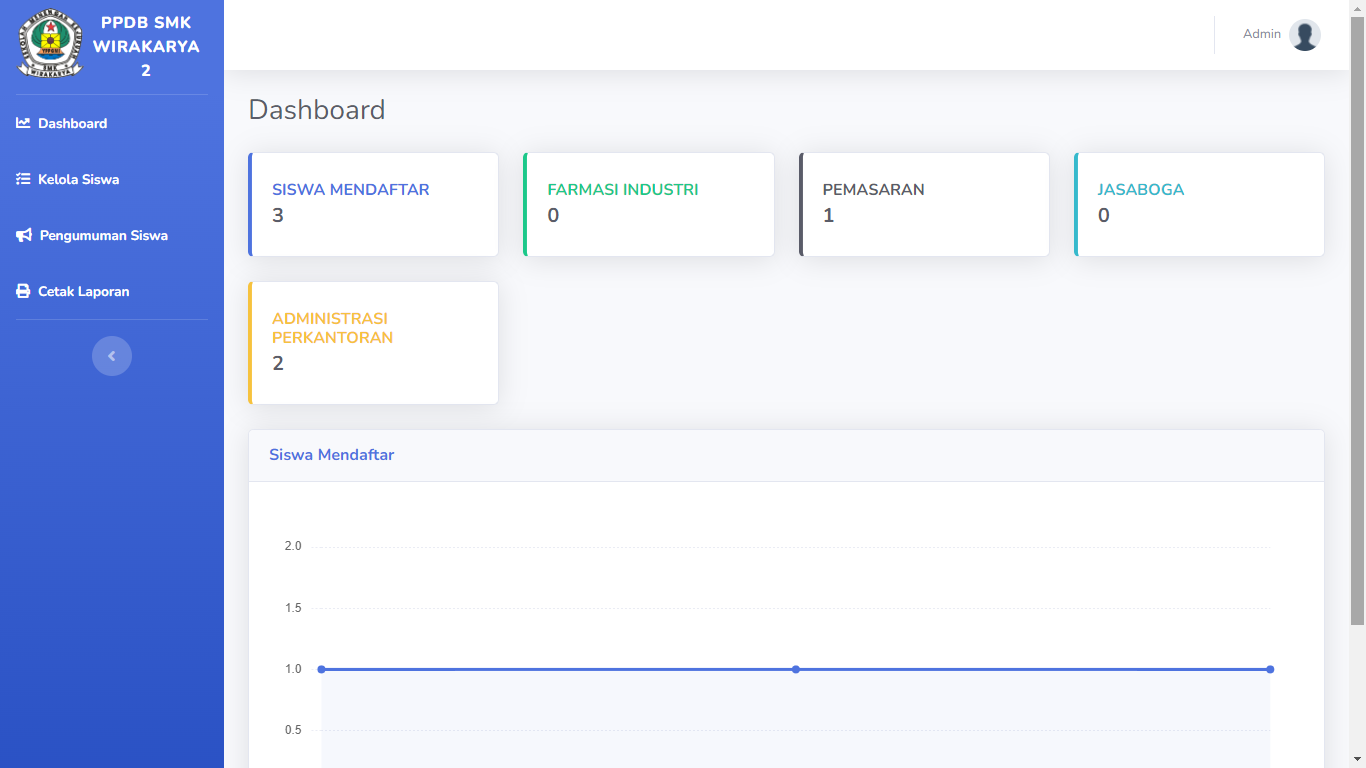 PPDB SMK
WIRAKARYA
2
Admin
Dashboard
Kelola Siswa
Pengumuman Siswa
Cetak Laporan
Dashboard
SISWA MENDAFTAR
3
FARMASI INDUSTRI
0
PEMASARAN
1
JASABOGA
0
ADMINISTRASI
PERKANTORAN
2
Siswa Mendaftar
2.0
1.5
1.0
0.5